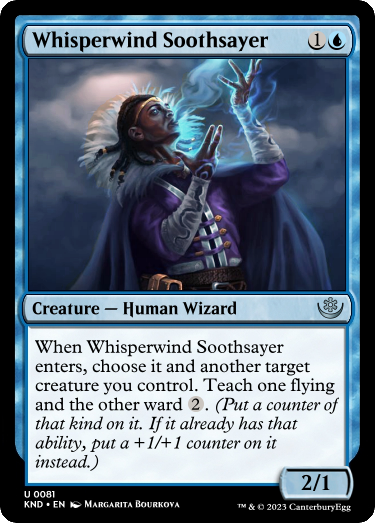 Whisperwind Soothsayer 1
Creature — Human Wizard
When Whisperwind Soothsayer
enters, choose it and another target
creature you control. Teach one flying
and the other ward 2. (Put a counter of
that kind on it. If it already has that
ability, put a +1/+1 counter on it
instead.)
2/1
U 0081
KND • EN Margarita Bourkova
™ & © 2023 CanterburyEgg